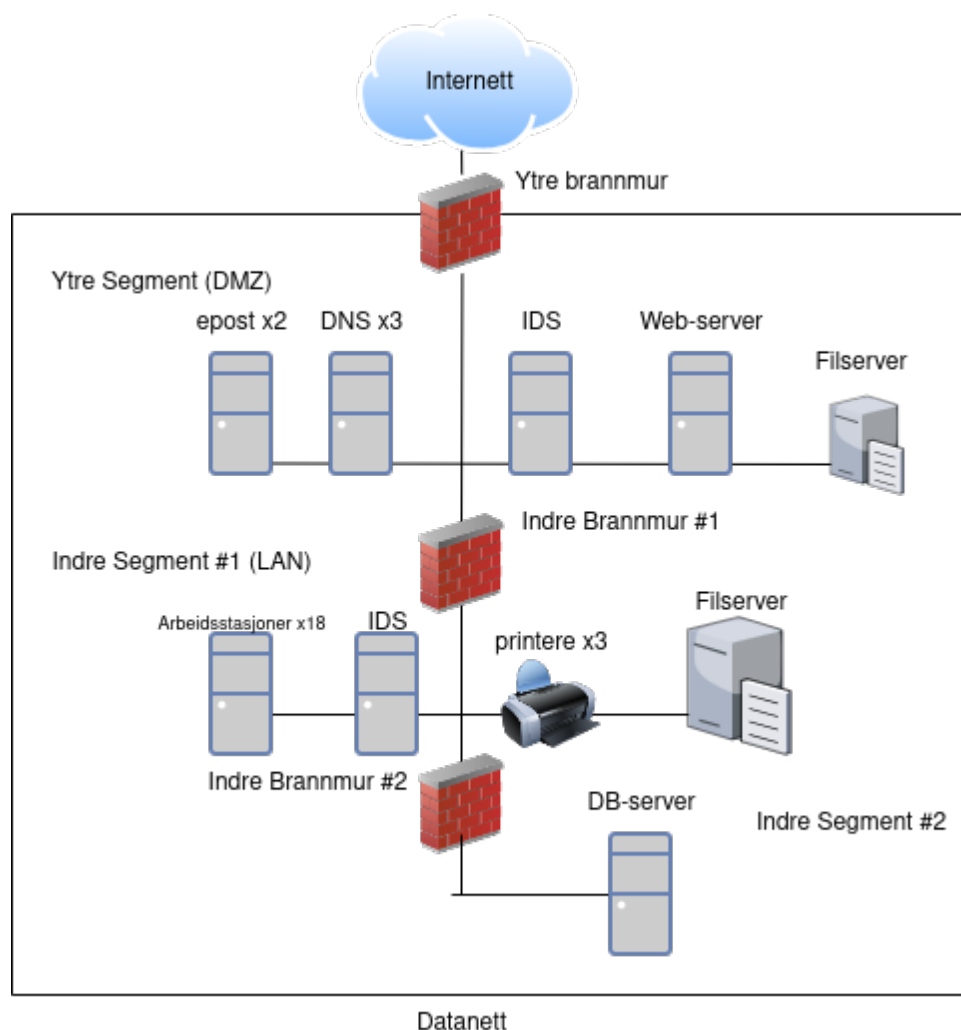 Internett
Ytre brannmur
Ytre Segment (DMZ)
epost x2
DNS x3
IDS
Web-server
Filserver
Indre Brannmur #1
Indre Segment #1 (LAN)
Arbeidsstasjoner x18
IDS
printere x3
Filserver
Indre Brannmur #2
DB-server
Indre Segment #2
Datanett